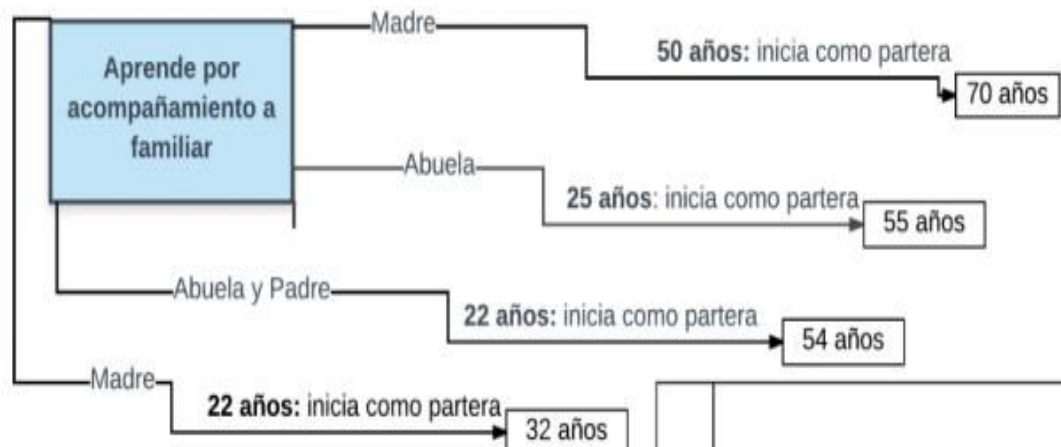 Aprende por
acompañamiento a
familiar
Madre
50 años: inicia como partera
70 años
Abuela
25 años: inicia como partera
55 años
Abuela y Padre
22 años: inicia como partera
54 años
Madre
22 años: inicia como partera
32 años